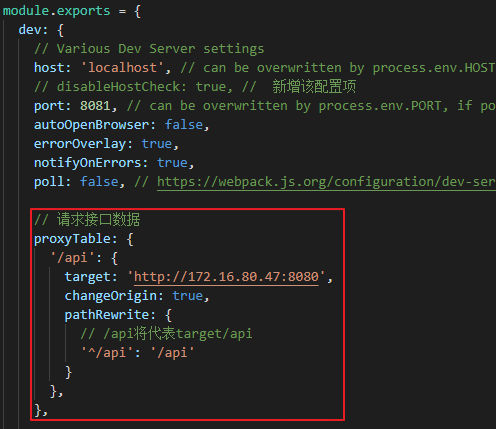 module.exports = {
dev: {
// Various Dev Server settings
host: 'localhost', // can be overwritten by process.env.HOST
// disableHostCheck: true, //  新增该配置项
port: 8081, // can be overwritten by process.env.PORT, if po
autoOpenBrowser: false,
errorOverlay: true,
notifyOnErrors: true,
poll: false, // https://webpack.js.org/configuration/dev-ser
// 请求接口数据
proxyTable: {
'/api': {
target: 'http://172.16.80.47:8080',
changeOrigin: true,
pathRewrite: {
// /api将代表target/api
'^/api': '/api'
}
},
},